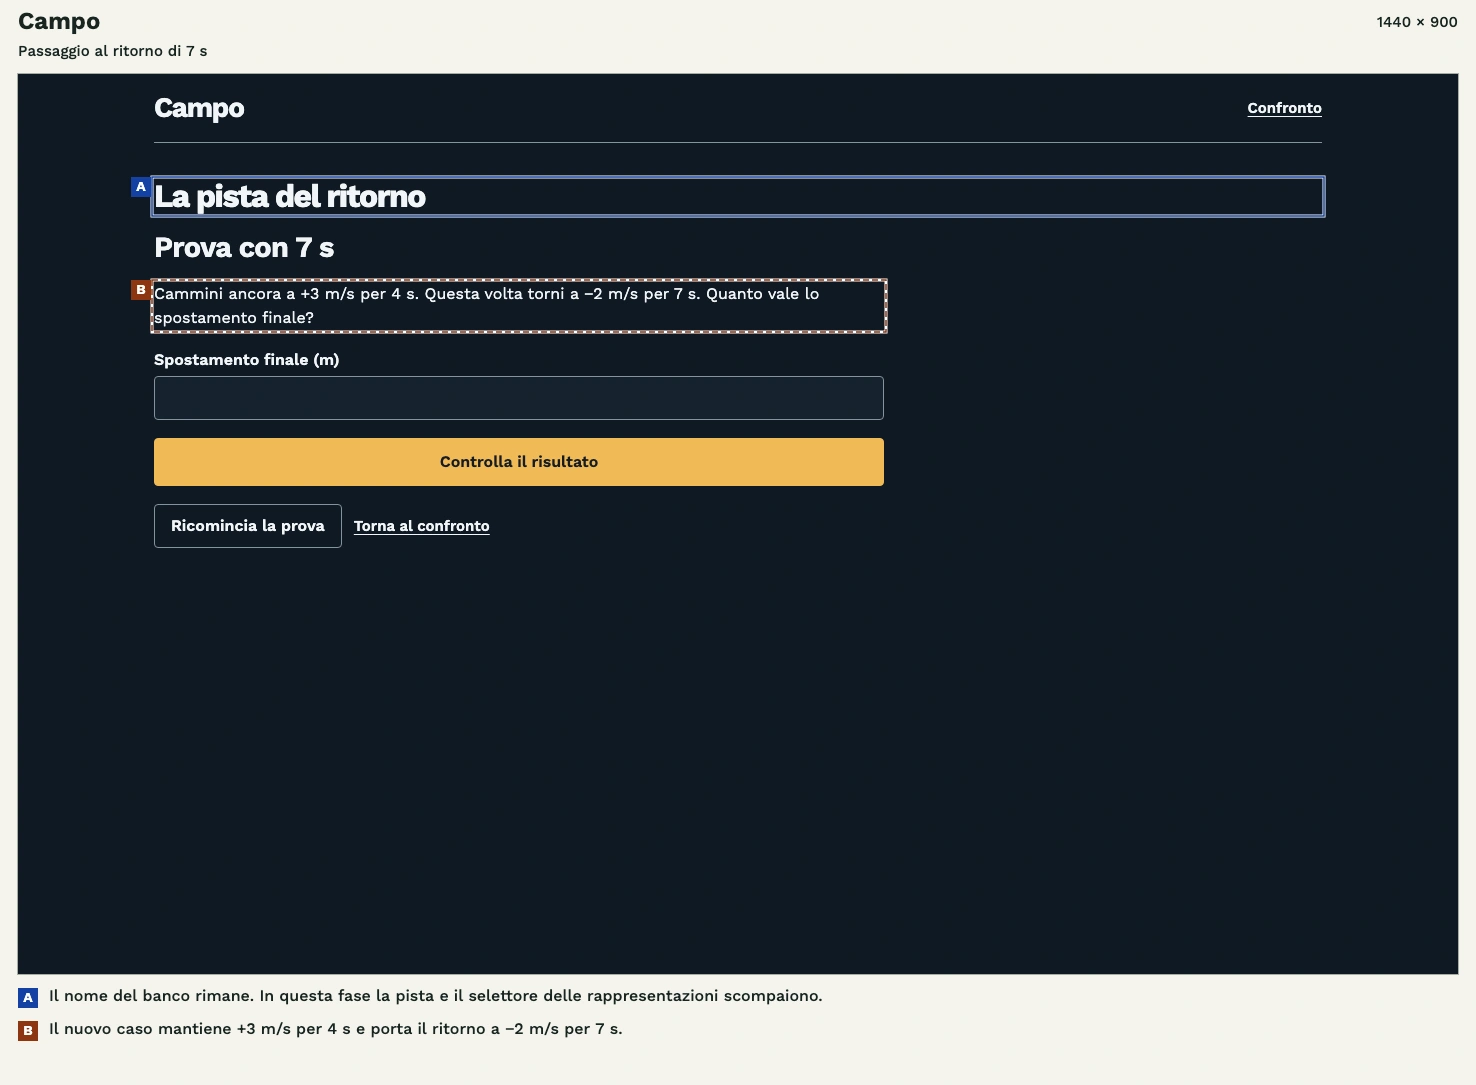 Campo
1440 × 900
Passaggio al ritorno di 7 s
Campo
Confronto
A
La pista del ritorno
Prova con 7 s
B
Cammini ancora a +3 m/s per 4 s. Questa volta torni a −2 m/s per 7 s. Quanto vale lo
spostamento finale?
Spostamento finale (m)
Controlla il risultato
Ricomincia la prova
Torna al confronto
A Il nome del banco rimane. In questa fase la pista e il selettore delle rappresentazioni scompaiono.
B Il nuovo caso mantiene +3 m/s per 4 s e porta il ritorno a −2 m/s per 7 s.